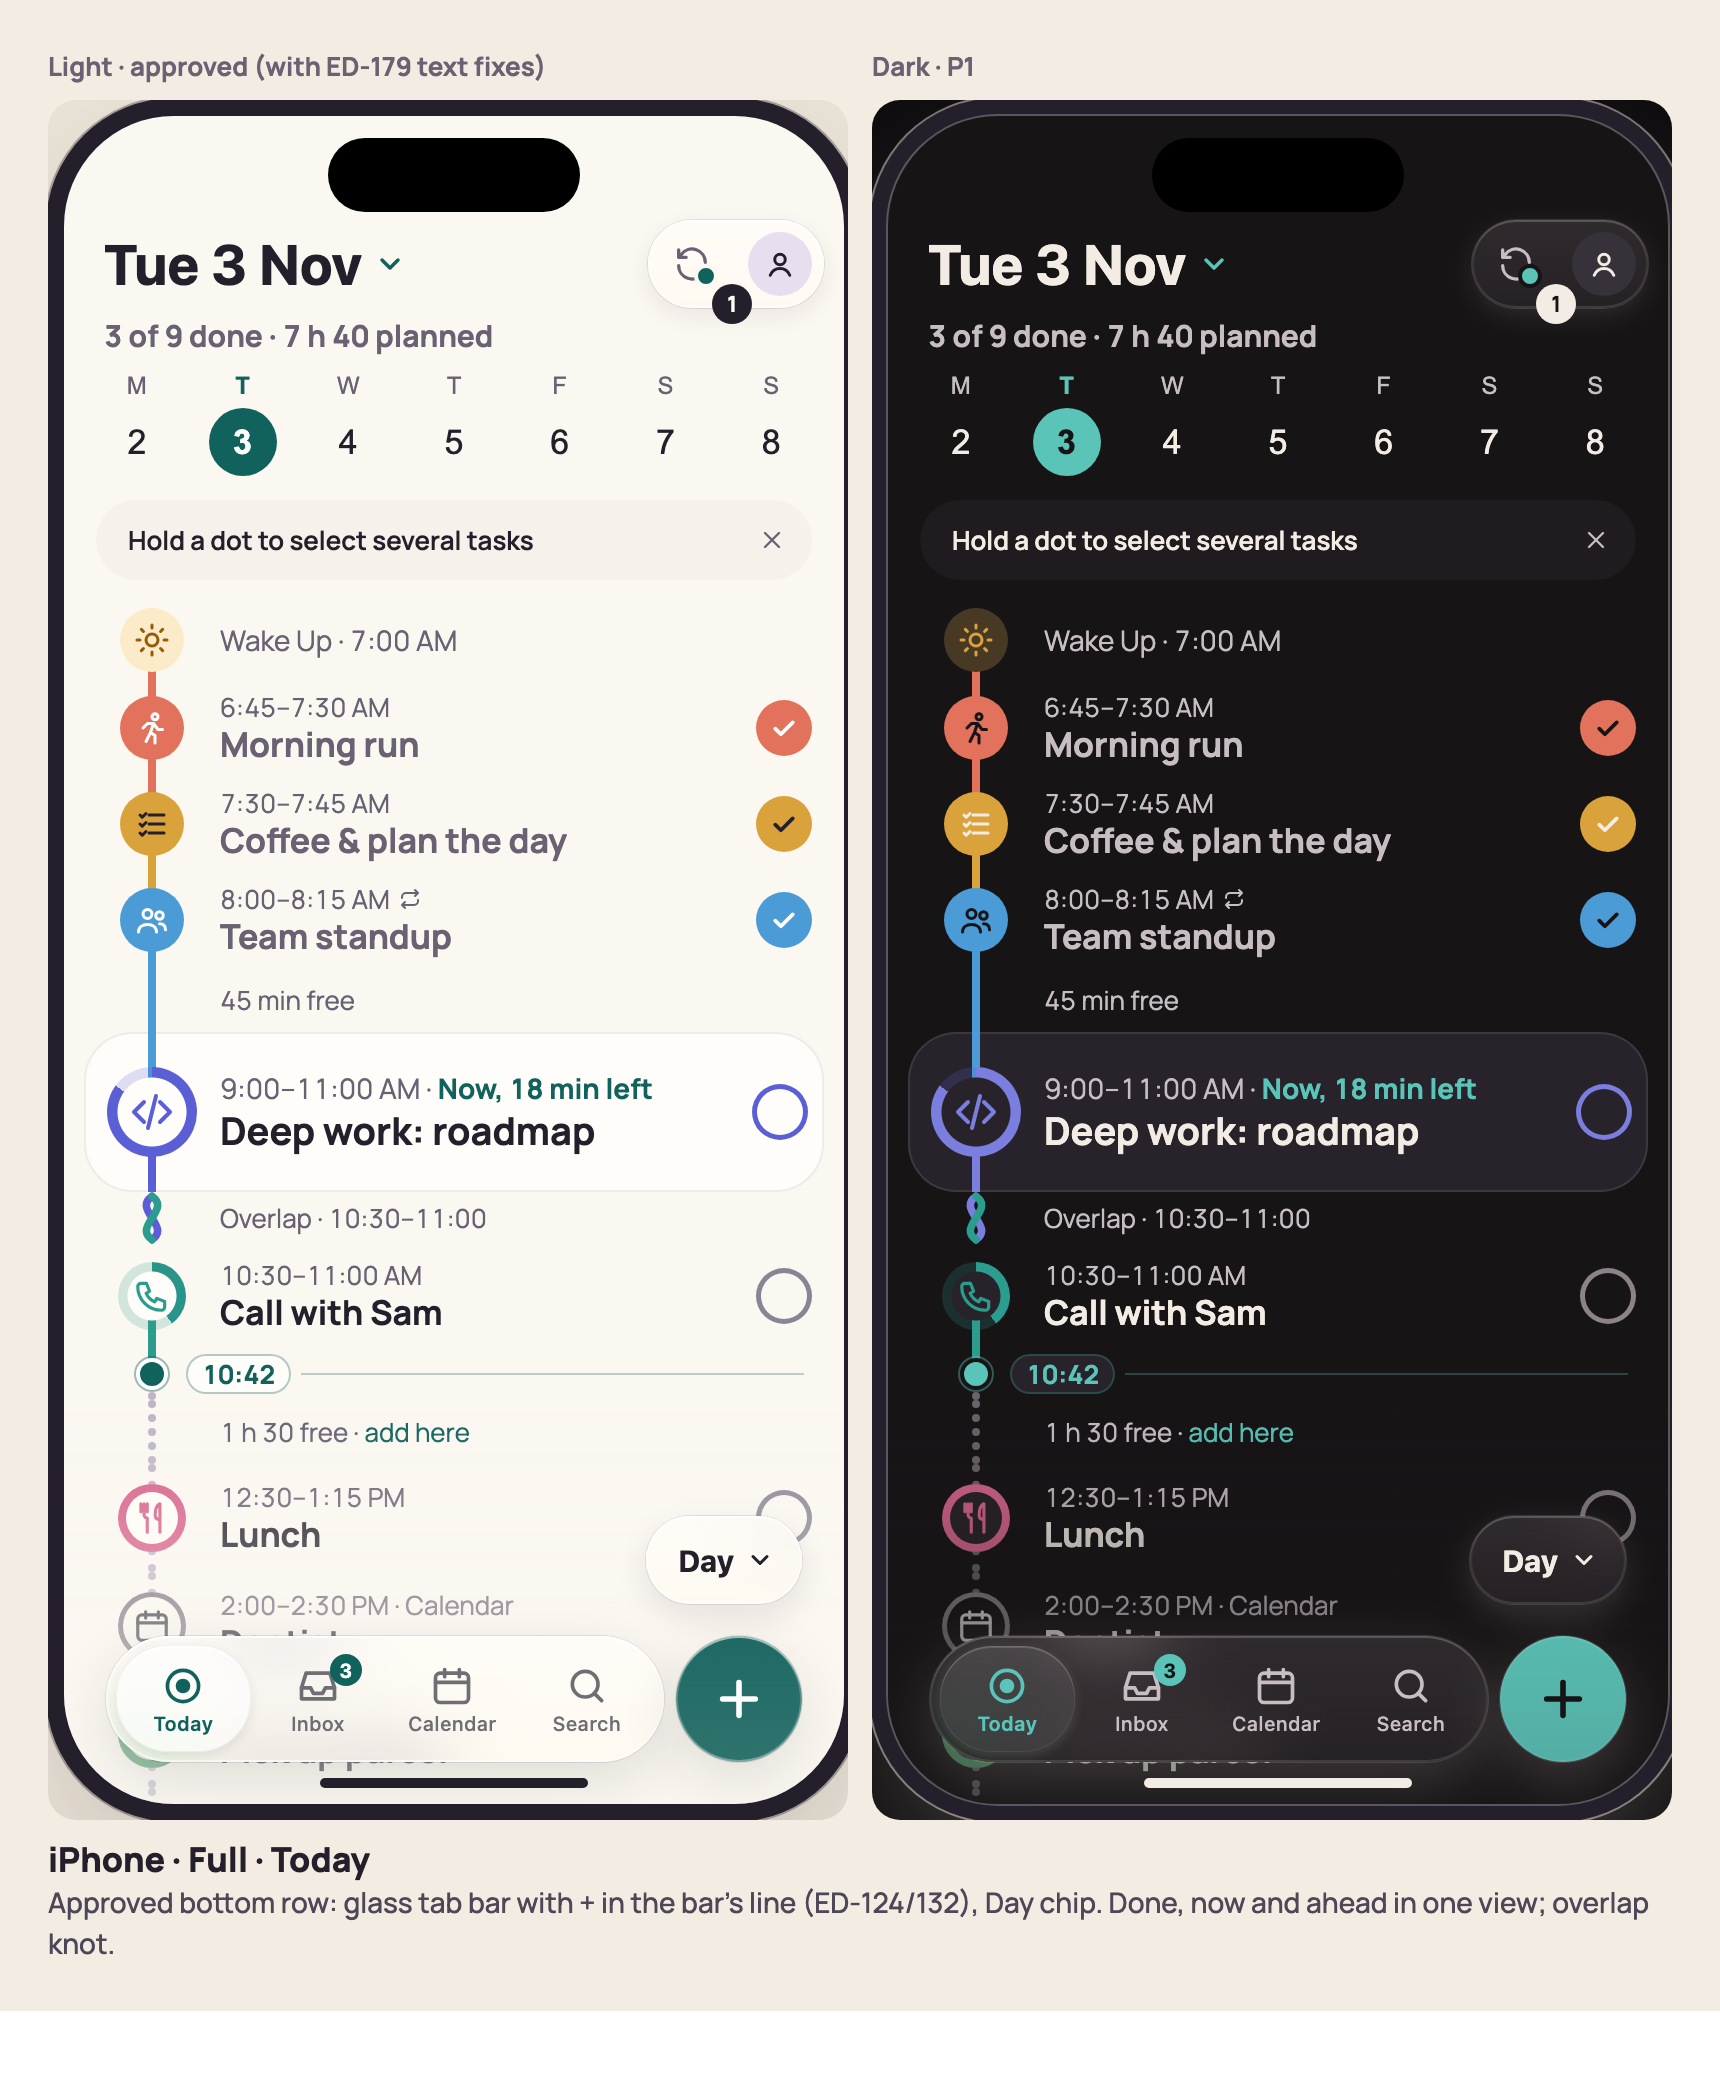 Light · approved (with ED-179 text fixes)
Tue 3 Nov
1
3 of 9 done · 7 h 40 planned
M T W T F S S
2 3 4 5 6 7 8
Hold a dot to select several tasks
Wake Up · 7:00 AM
6:45–7:30 AM
Morning run
7:30–7:45 AM
Coffee & plan the day
8:00–8:15 AM
Team standup
45 min free
9:00–11:00 AM · Now, 18 min left
Deep work: roadmap
Overlap · 10:30–11:00
10:30–11:00 AM
Call with Sam
10:42
1 h 30 free · add here
12:30–1:15 PM
Lunch
Day
2:00–2:30 PM · Calendar
3
Today Inbox Calendar Search
Dark · P1
Tue 3 Nov
1
3 of 9 done · 7 h 40 planned
M T W T F S S
2 3 4 5 6 7 8
Hold a dot to select several tasks
Wake Up · 7:00 AM
6:45–7:30 AM
Morning run
7:30–7:45 AM
Coffee & plan the day
8:00–8:15 AM
Team standup
45 min free
9:00–11:00 AM · Now, 18 min left
Deep work: roadmap
Overlap · 10:30–11:00
10:30–11:00 AM
Call with Sam
10:42
1 h 30 free · add here
12:30–1:15 PM
Lunch
Day
2:00–2:30 PM · Calendar
3
Today Inbox Calendar Search
iPhone · Full · Today
Approved bottom row: glass tab bar with + in the bar's line (ED-124/132), Day chip. Done, now and ahead in one view; overlap
knot.